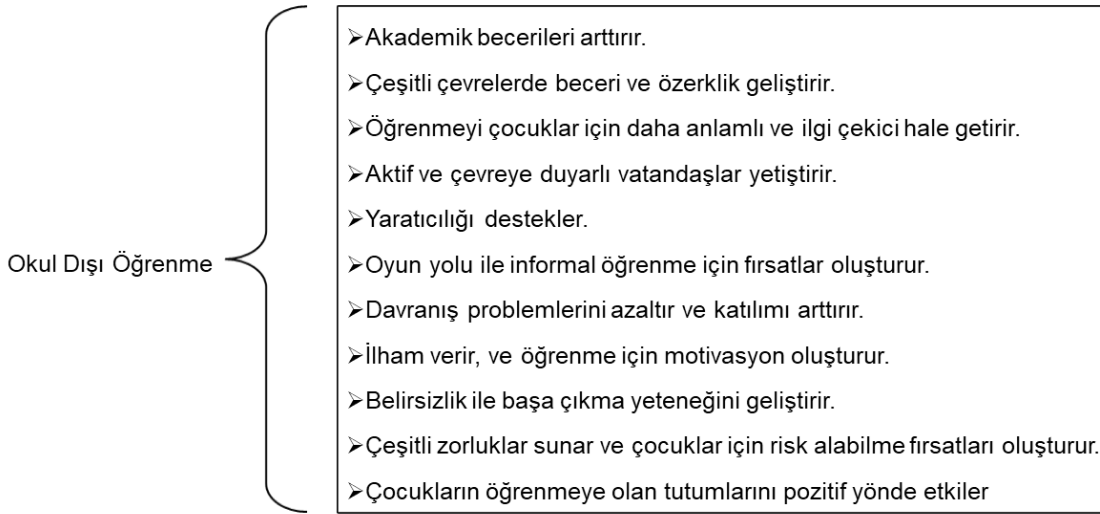 Okul Dışı Öğrenme
➢Akademik becerileri arttırır.
➢Çeşitli çevrelerde beceri ve özerklik geliştirir.
➢Öğrenmeyi çocuklar için daha anlamlı ve ilgi çekici hale getirir.
➢Aktif ve çevreye duyarlı vatandaşlar yetiştirir.
➢Yaratıcılığı destekler.
➢Oyun yolu ile informal öğrenme için fırsatlar oluşturur.
➢Davranış problemlerini azaltır ve katılımı arttırır.
➢İlham verir, ve öğrenme için motivasyon oluşturur.
➢Belirsizlik ile başa çıkma yeteneğini geliştirir.
➢Çeşitli zorluklar sunar ve çocuklar için risk alabilme fırsatları oluşturur.
➢Çocukların öğrenmeye olan tutumlarını pozitif yönde etkiler